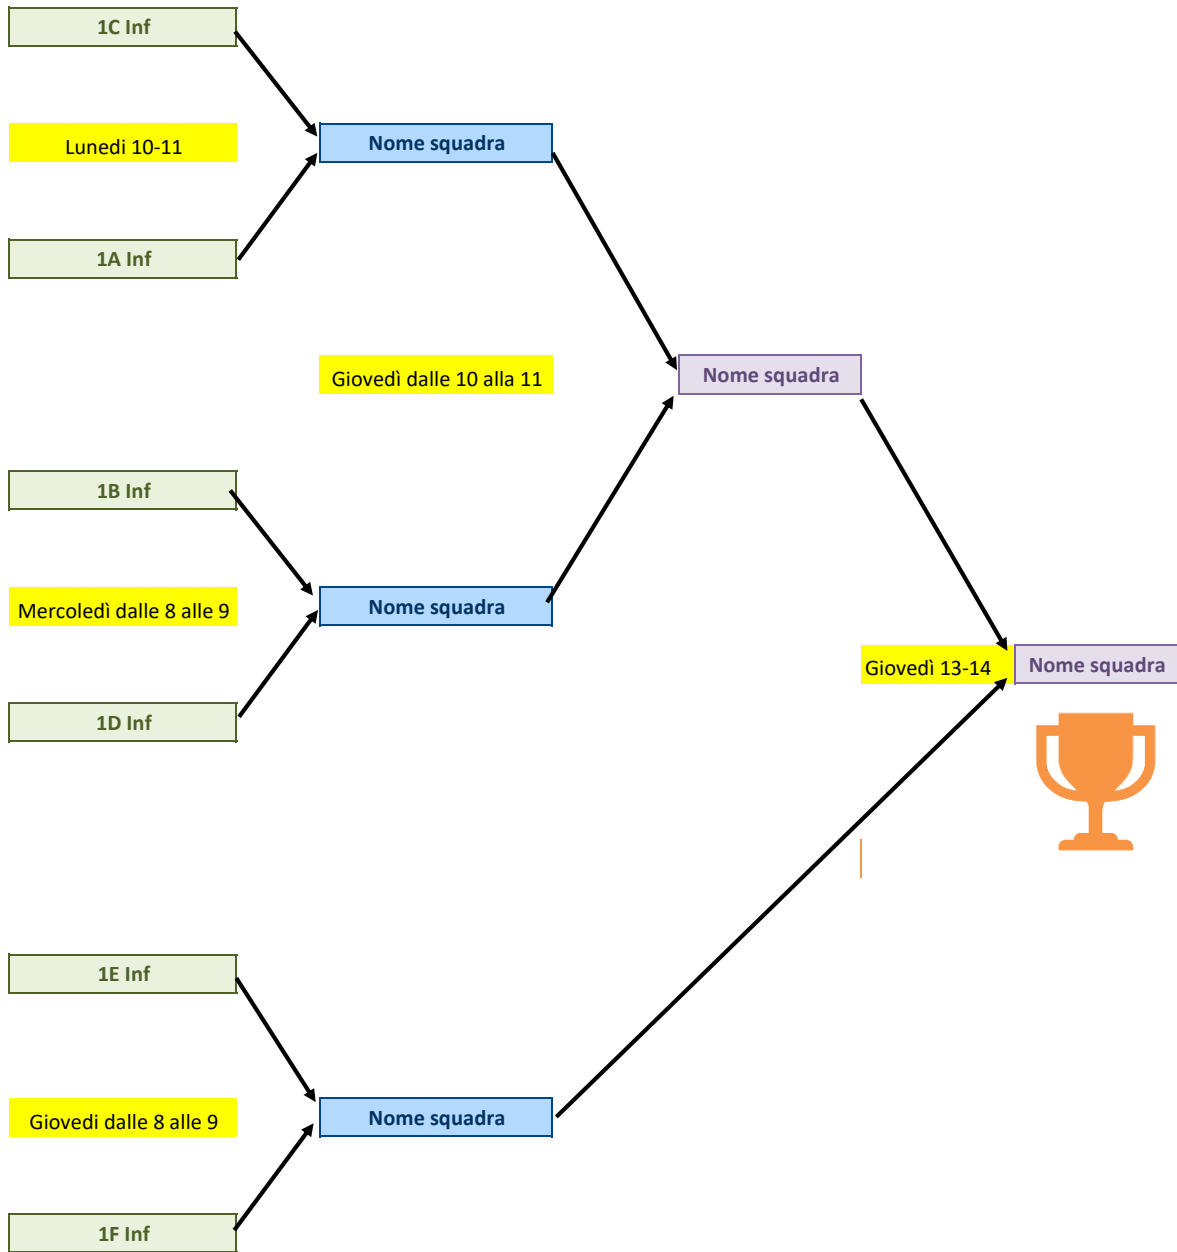 1C Inf
Lunedi 10-11
Nome squadra
1A Inf
Giovedì dalle 10 alla 11
Nome squadra
1B Inf
Mercoledì dalle 8 alle 9
Nome squadra
Giovedì 13-14
Nome squadra
1D Inf
1E Inf
Giovedi dalle 8 alle 9
Nome squadra
1F Inf